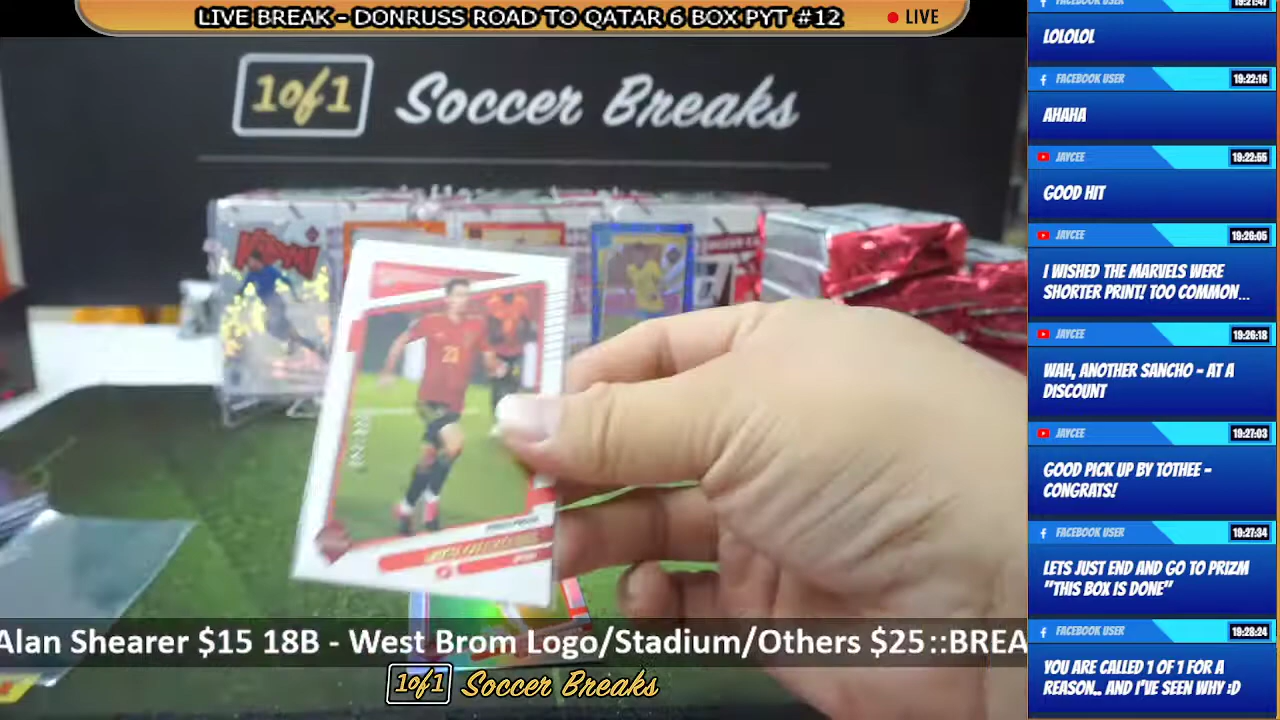 LIVE BREAK - DONRUSS ROAD TO QATAR 6 BOX PYT #12
LIVE
1of1 Soccer Breaks
KABOOM!
23
FACEBOOK USER
19:21:47
LOLOLOL
FACEBOOK USER
19:22:16
AHAHA
JAYCEE
19:22:55
GOOD HIT
JAYCEE
19:26:05
I WISHED THE MARVELS WERE
SHORTER PRINT! TOO COMMON...
JAYCEE
19:26:18
WAH, ANOTHER SANCHO - AT A
DISCOUNT
JAYCEE
19:27:03
GOOD PICK UP BY TOTHEE -
CONGRATS!
FACEBOOK USER
19:27:34
LETS JUST END AND GO TO PRIZM
"THIS BOX IS DONE"
FACEBOOK USER
19:28:24
YOU ARE CALLED 1 OF 1 FOR A
REASON.. AND I'VE SEEN WHY :D
Alan Shearer $15 18B - West Brom Logo/Stadium/Others $25::BREA
1of1 Soccer Breaks